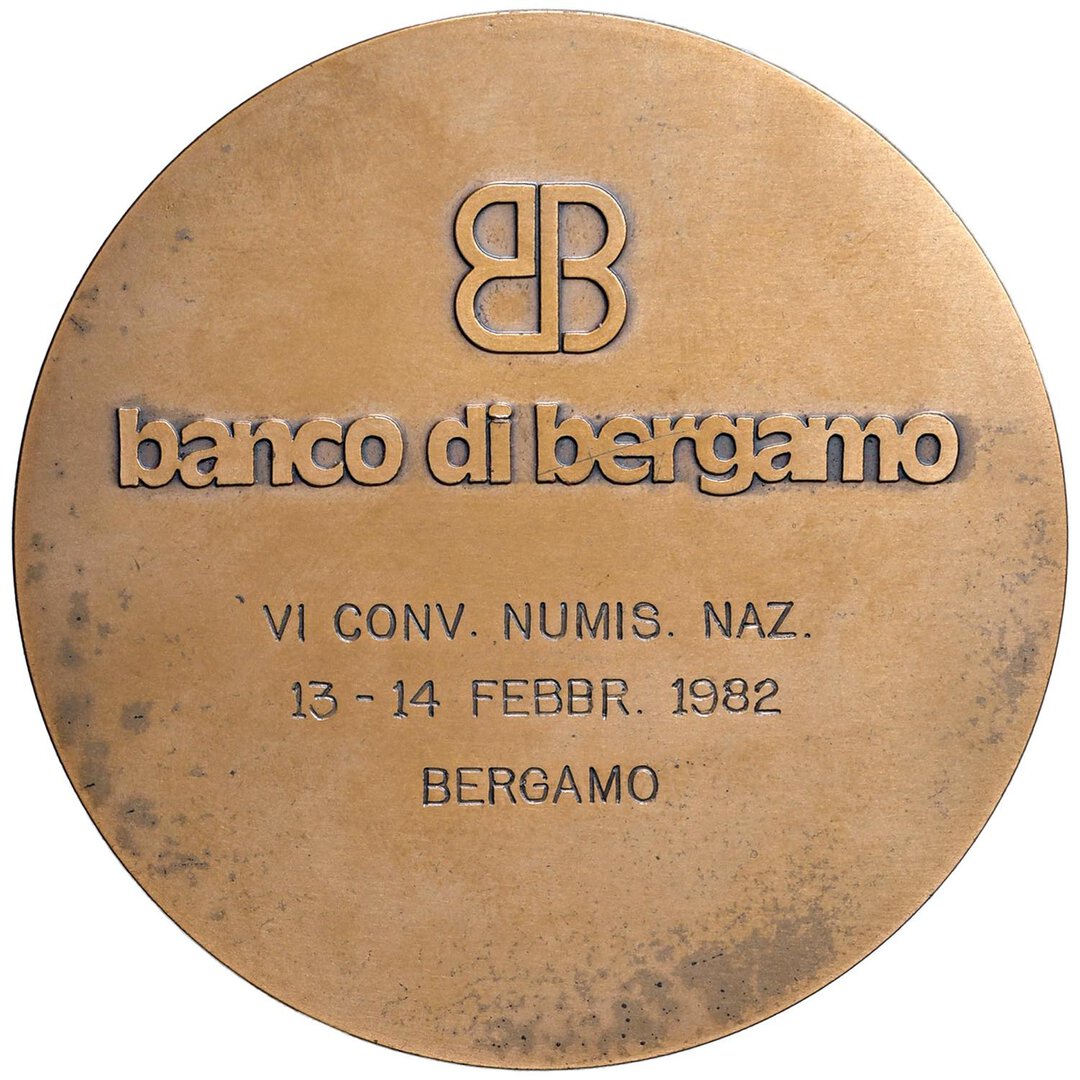 BB
banco di bergamo
VI CONV. NUMIS. NAZ.
13 - 14 FEBBR. 1982
BERGAMO